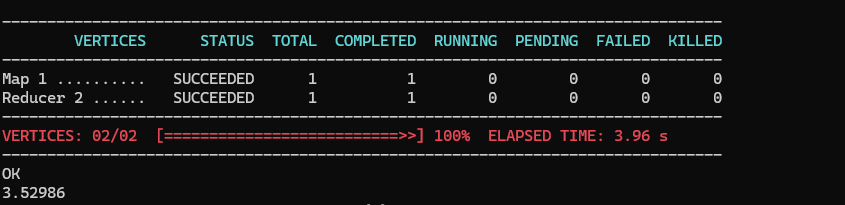 --------------------------------------------------------------------------------
        VERTICES      STATUS  TOTAL  COMPLETED  RUNNING  PENDING  FAILED  KILLED
--------------------------------------------------------------------------------
Map 1 ..........   SUCCEEDED      1          1        0        0       0       0
Reducer 2 ......   SUCCEEDED      1          1        0        0       0       0
--------------------------------------------------------------------------------
VERTICES: 02/02  [==========================>>] 100%  ELAPSED TIME: 3.96 s
--------------------------------------------------------------------------------
OK
3.52986